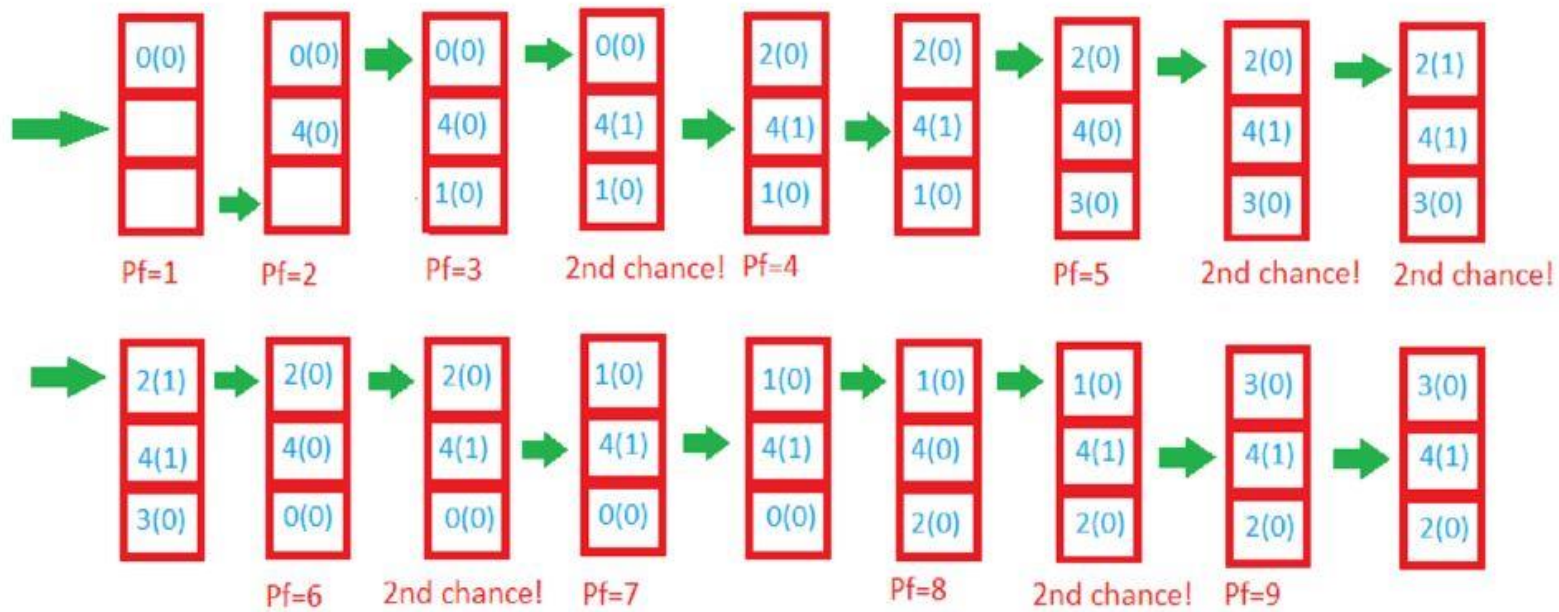 0(0) 0(0) 0(0) 0(0) 2(0) 2(0) 2(0) 2(0) 2(1)
4(0) 4(0) 4(1) 4(1) 4(1) 4(0) 4(1) 4(1)
1(0) 1(0) 1(0) 1(0) 3(0) 3(0) 3(0)
Pf=1 Pf=2 Pf=3 2nd chance! Pf=4 Pf=5 2nd chance! 2nd chance!
2(1) 2(0) 2(0) 1(0) 1(0) 1(0) 1(0) 3(0) 3(0)
4(1) 4(0) 4(1) 4(1) 4(1) 4(0) 4(1) 4(1) 4(1)
3(0) 0(0) 0(0) 0(0) 0(0) 2(0) 2(0) 2(0) 2(0)
Pf=6 2nd chance! Pf=7 Pf=8 2nd chance! Pf=9